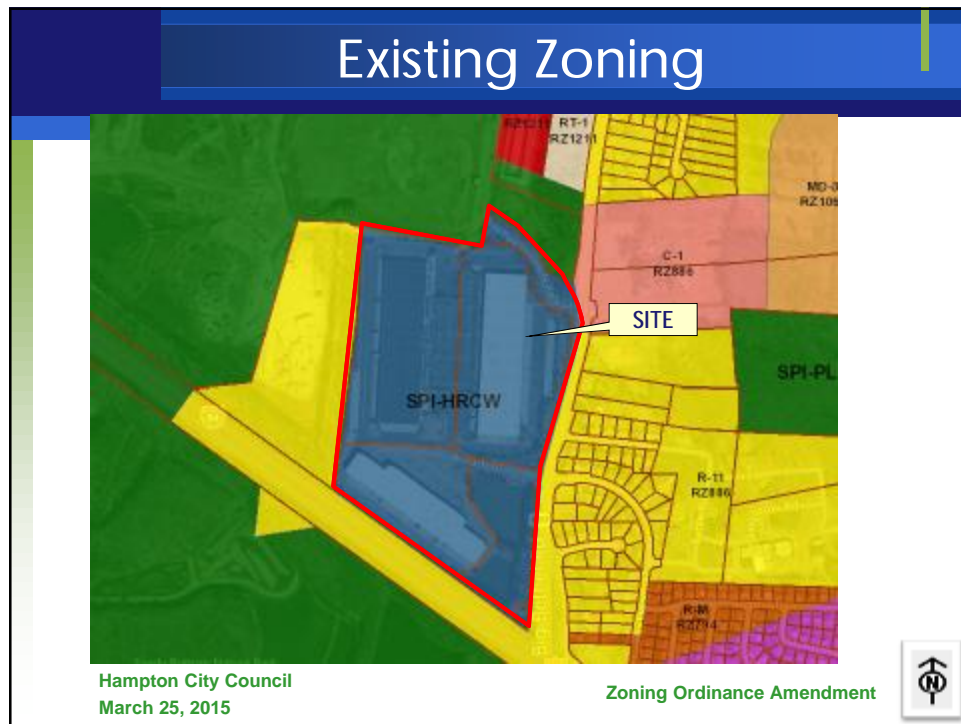 Existing Zoning
RT-1
RZ1211
C-1
RZ886
SITE
SPI-HRCW
SPI-PL
R-11
RZ886
R-M
RZ794
Hampton City Council
March 25, 2015
Zoning Ordinance Amendment
N